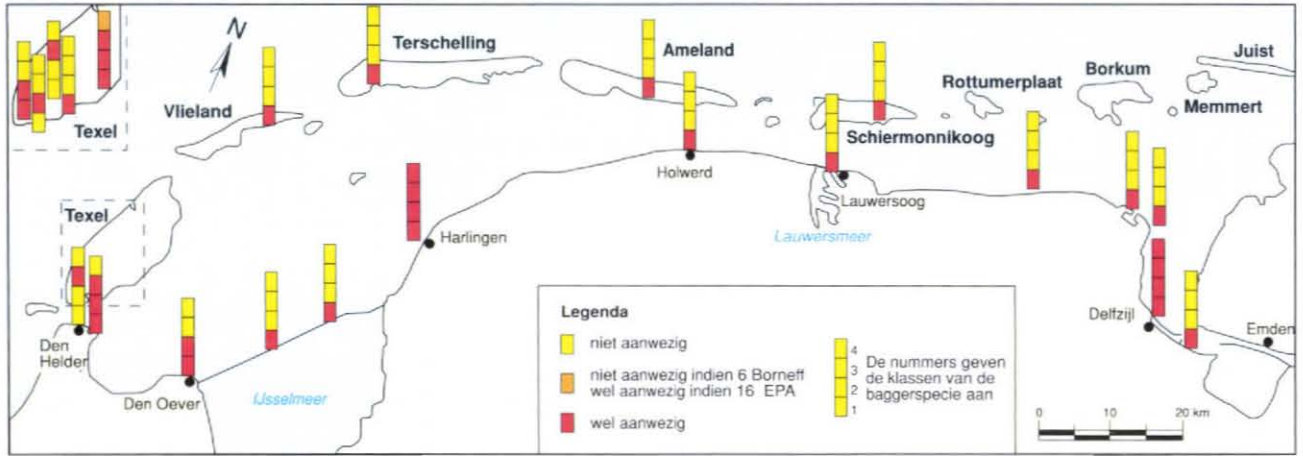 N
Terschelling
Ameland
Juist
Borkum
Rottumerplaat
Vlieland
Memmert
Texel
Schiermonnikoog
Holwerd
Lauwersoog
Texel
Harlingen
Lauwersmeer
Legenda
niet aanwezig
niet aanwezig indien 6 Borneff
wel aanwezig indien 16 EPA
wel aanwezig
4
3
2
1
De nummers geven
de klassen van de
baggerspecie aan
Delfzijl
Emden
Den
Helder
Den Oever
IJsselmeer
0 10 20 km